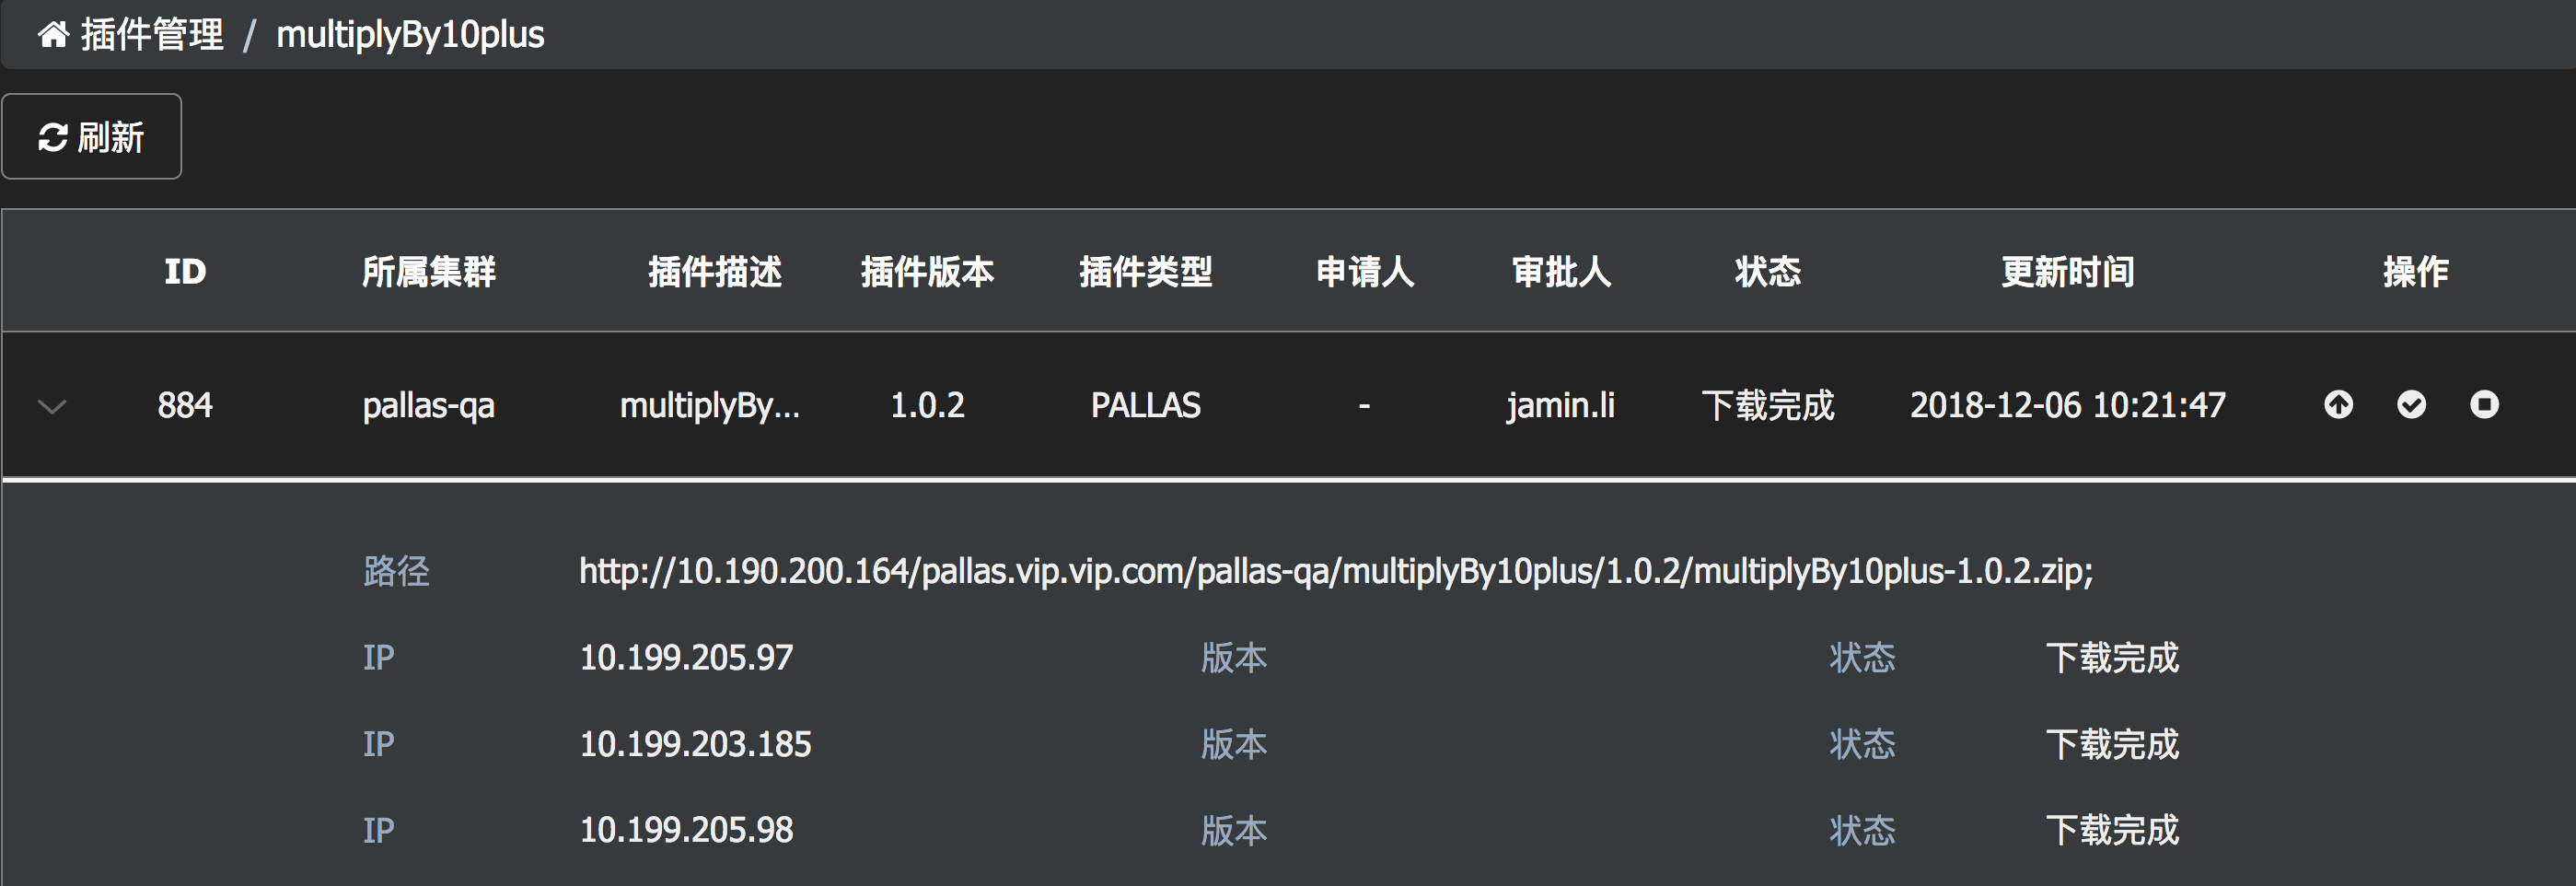 插件管理 / multiplyBy10plus
刷新
ID 所属集群 插件描述 插件版本 插件类型 申请人 审批人 状态 更新时间 操作
884 pallas-qa multiplyBy... 1.0.2 PALLAS - jamin.li 下载完成 2018-12-06 10:21:47
路径 http://10.190.200.164/pallas.vip.vip.com/pallas-qa/multiplyBy10plus/1.0.2/multiplyBy10plus-1.0.2.zip;
IP 10.199.205.97 版本 状态 下载完成
IP 10.199.203.185 版本 状态 下载完成
IP 10.199.205.98 版本 状态 下载完成